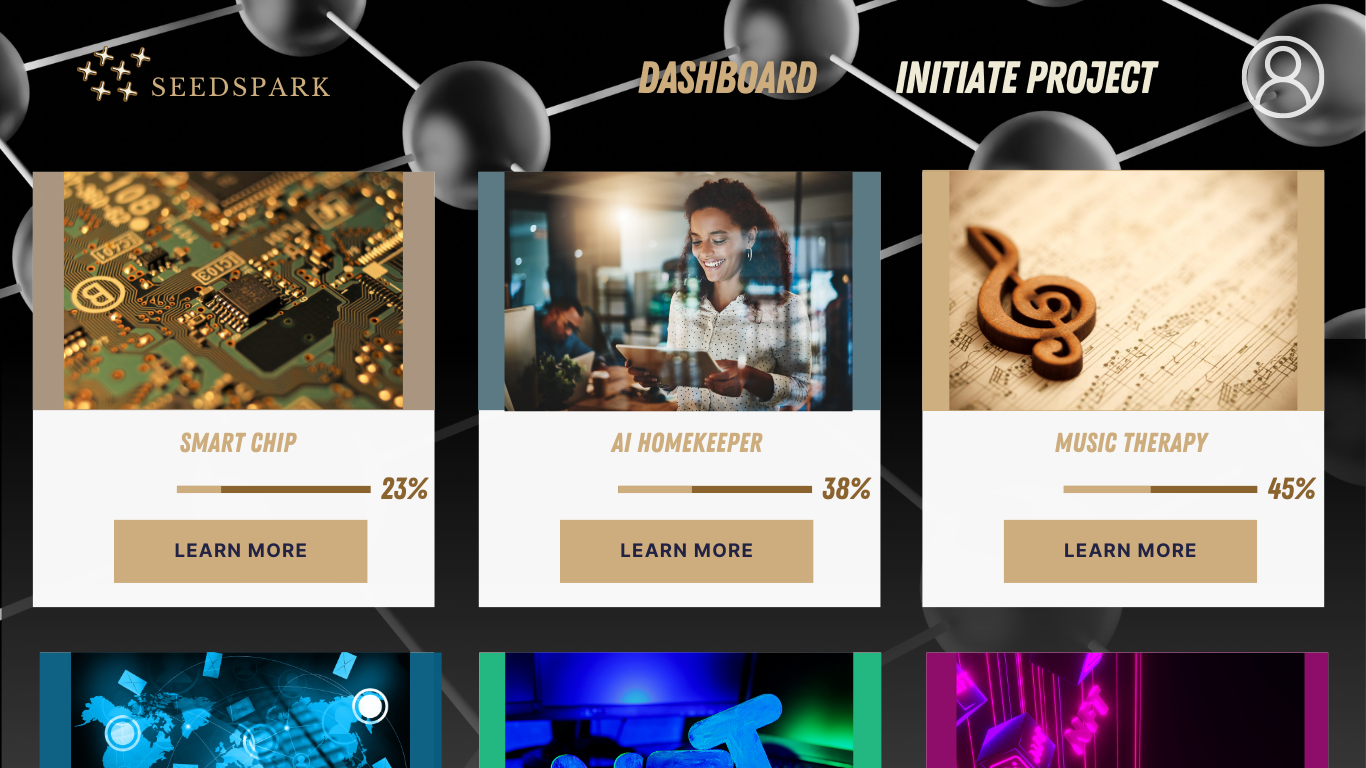 SEEDSPARK
DASHBOARD
INITIATE PROJECT
IC103
SMART CHIP
23%
LEARN MORE
AI HOMEKEEPER
38%
LEARN MORE
MUSIC THERAPY
45%
LEARN MORE